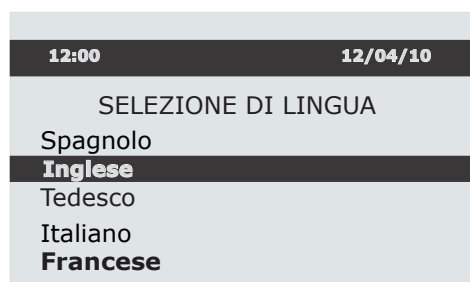 12:00 12/04/10
SELEZIONE DI LINGUA
Spagnolo
Inglese
Tedesco
Italiano
Francese